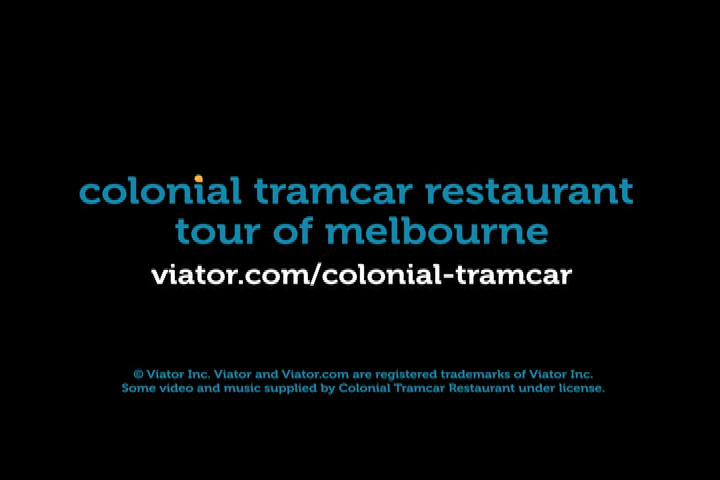 colonial tramcar restaurant
tour of melbourne
viator.com/colonial-tramcar
© Viator Inc. Viator and Viator.com are registered trademarks of Viator Inc.
Some video and music supplied by Colonial Tramcar Restaurant under license.